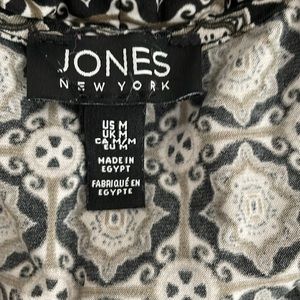 JONES
NEW YORK
US M
UK M
CA M/M
EU M
MADE IN
EGYPT
FABRIQUÉ EN
EGYPTE